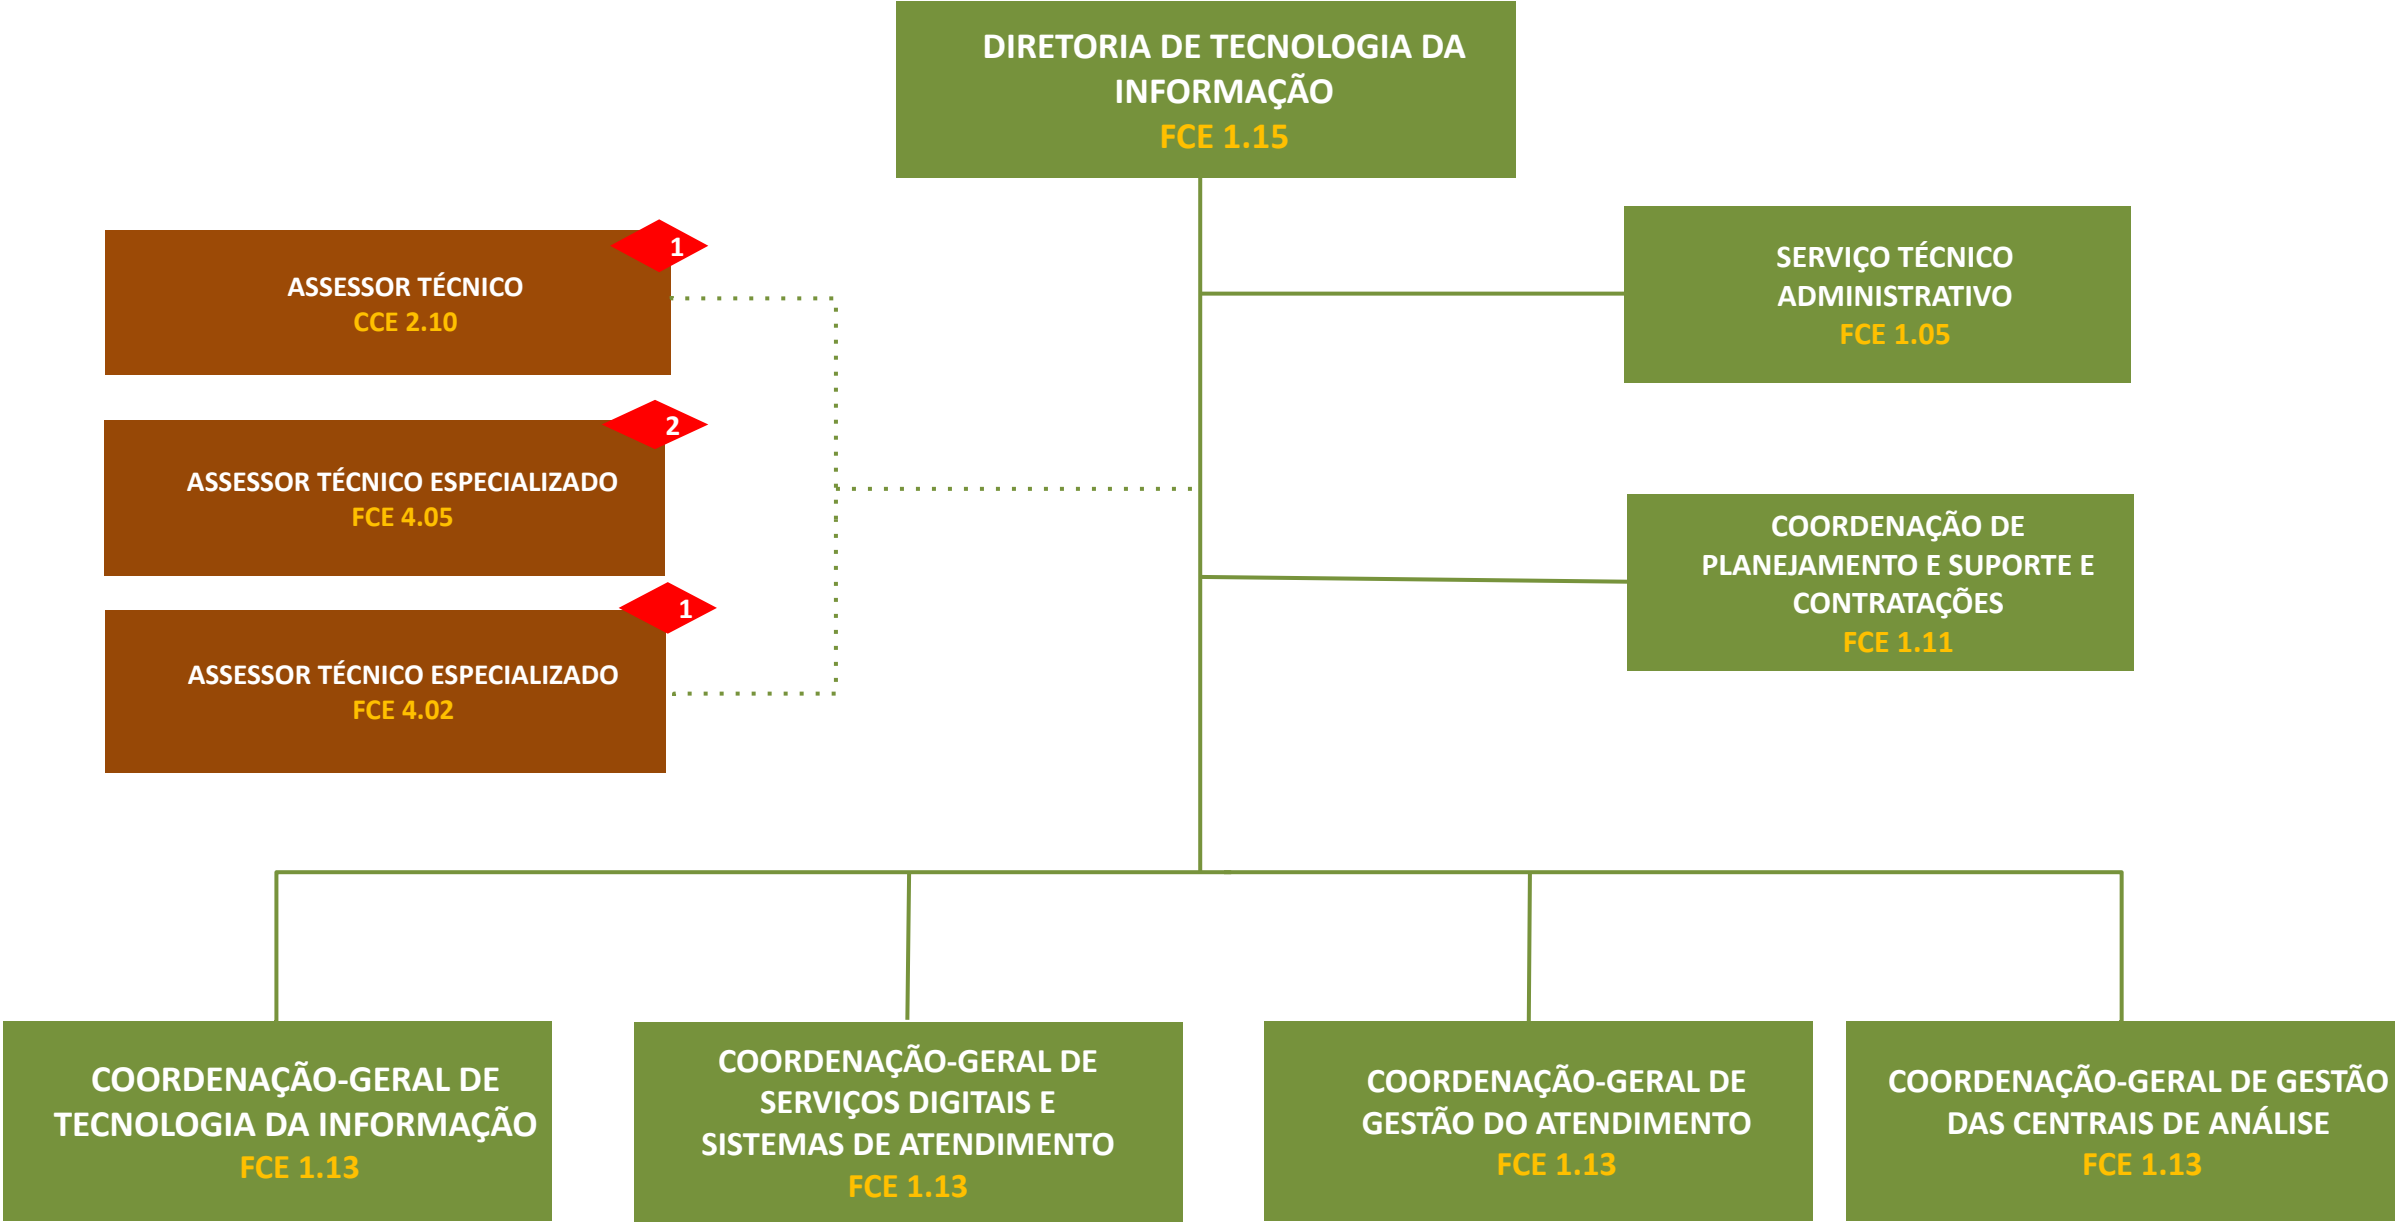 DIRETORIA DE TECNOLOGIA DA
INFORMAÇÃO
FCE 1.15
1
ASSESSOR TÉCNICO
CCE 2.10
SERVIÇO TÉCNICO
ADMINISTRATIVO
FCE 1.05
2
ASSESSOR TÉCNICO ESPECIALIZADO
FCE 4.05
COORDENAÇÃO DE
PLANEJAMENTO E SUPORTE E
CONTRATAÇÕES
FCE 1.11
1
ASSESSOR TÉCNICO ESPECIALIZADO
FCE 4.02
COORDENAÇÃO-GERAL DE
TECNOLOGIA DA INFORMAÇÃO
FCE 1.13
COORDENAÇÃO-GERAL DE
SERVIÇOS DIGITAIS E
SISTEMAS DE ATENDIMENTO
FCE 1.13
COORDENAÇÃO-GERAL DE
GESTÃO DO ATENDIMENTO
FCE 1.13
COORDENAÇÃO-GERAL DE GESTÃO
DAS CENTRAIS DE ANÁLISE
FCE 1.13